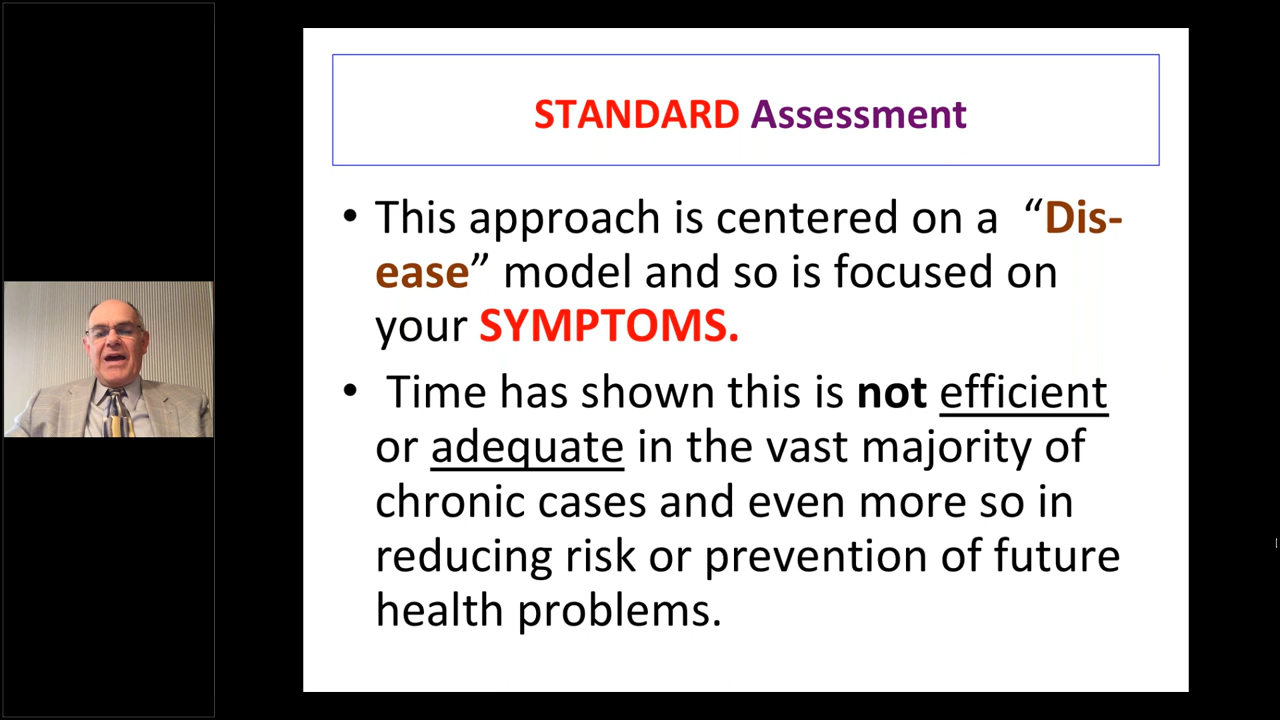 STANDARD Assessment
• This approach is centered on a “Dis-
ease” model and so is focused on
your SYMPTOMS.
• Time has shown this is not efficient
or adequate in the vast majority of
chronic cases and even more so in
reducing risk or prevention of future
health problems.